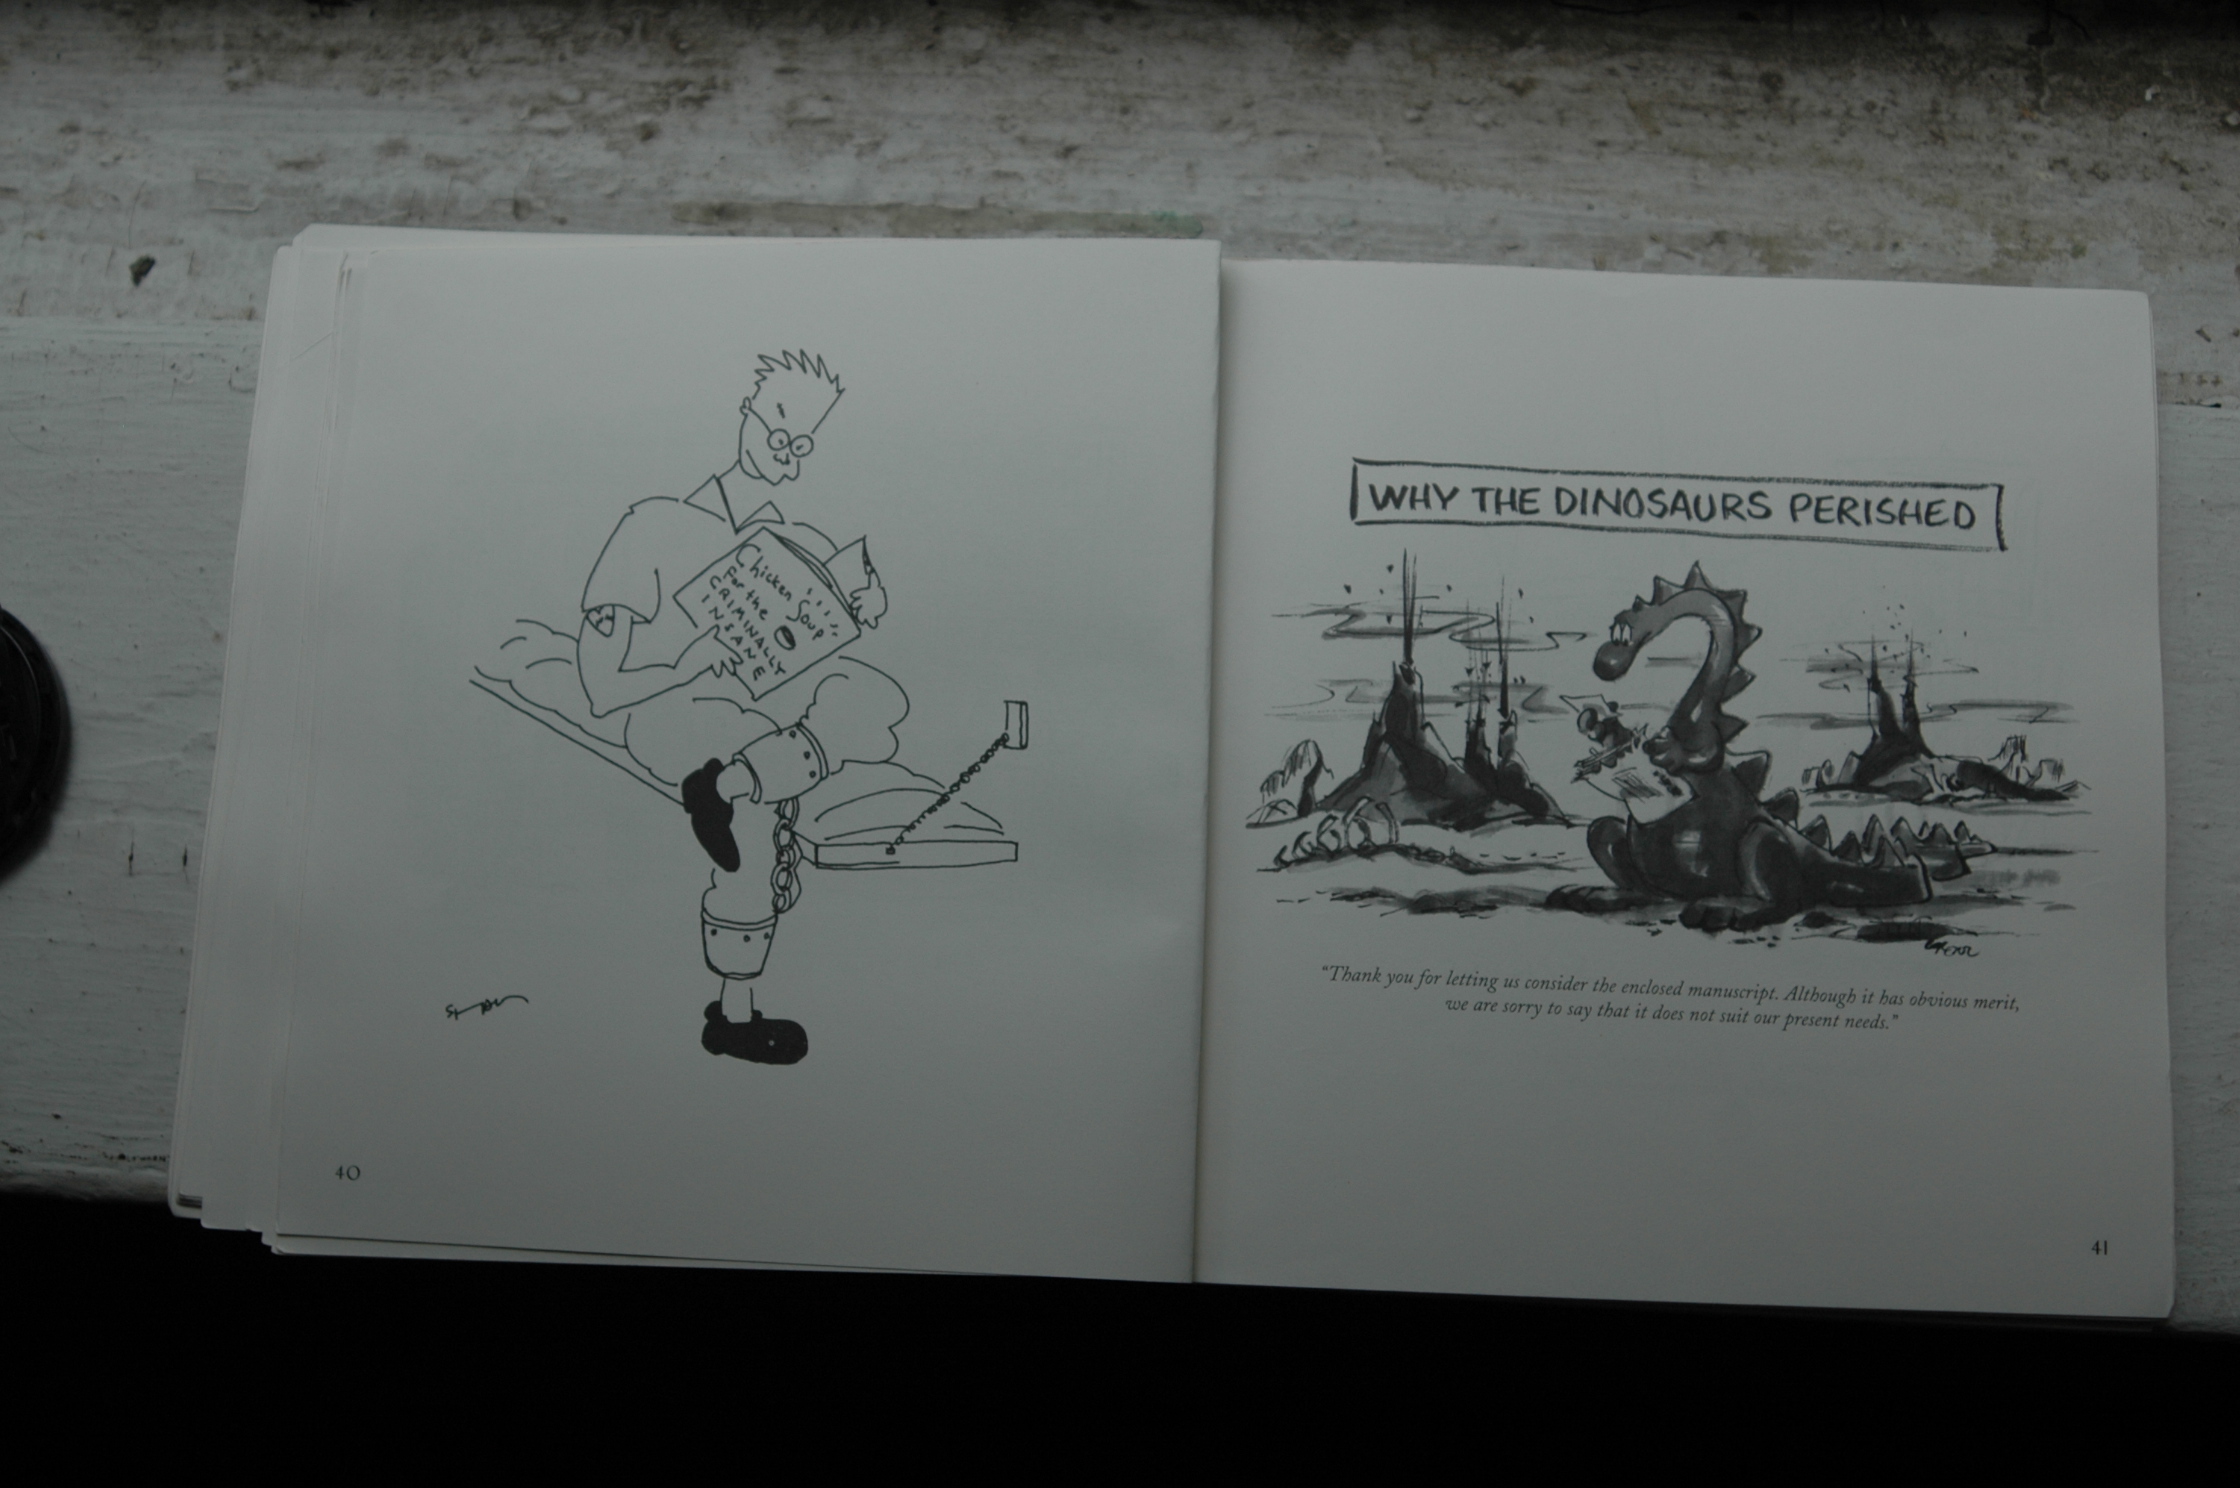 Chicken Soup
for the
CRIMINALLY
INSANE
40
WHY THE DINOSAURS PERISHED
“Thank you for letting us consider the enclosed manuscript. Although it has obvious merit,
we are sorry to say that it does not suit our present needs.”
41